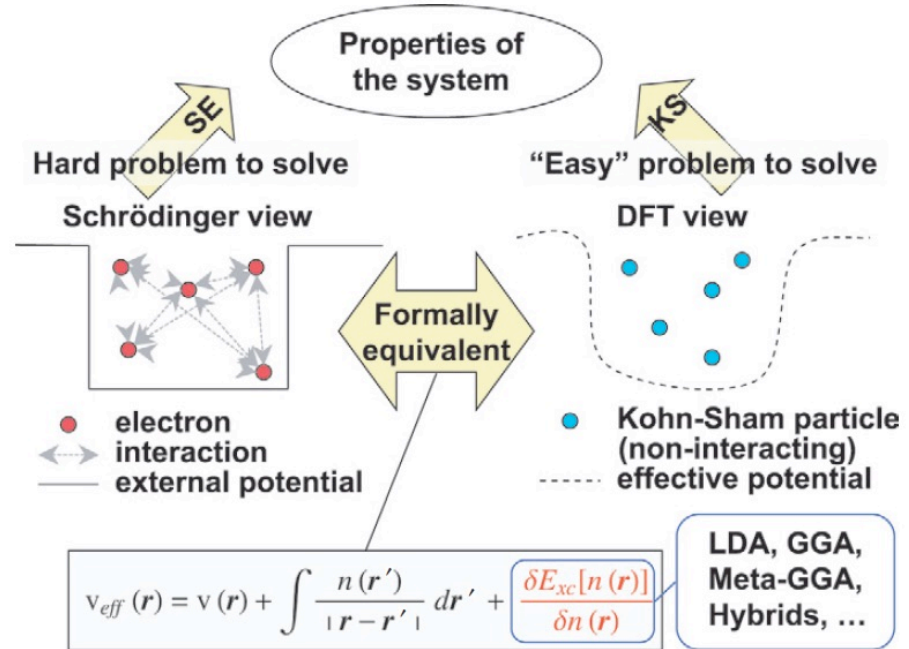 Properties of
the system
SE
KS
Hard problem to solve
"Easy" problem to solve
Schrödinger view
DFT view
Formally
equivalent
electron
interaction
external potential
Kohn-Sham particle
(non-interacting)
effective potential
v_eff (r) = v (r) + ∫ n (r′) / | r − r′ | dr′ + δE_xc[n (r)] / δn (r)
LDA, GGA,
Meta-GGA,
Hybrids, ...